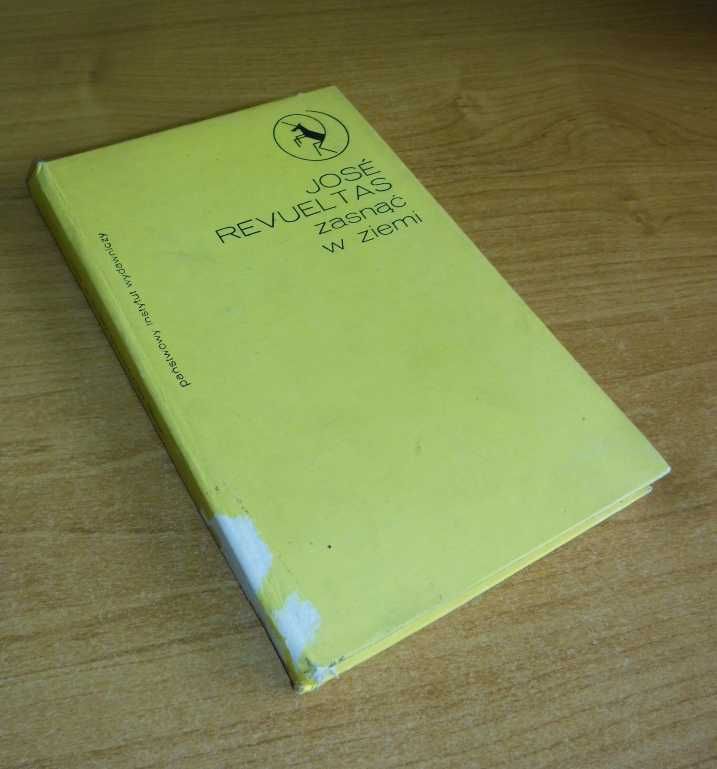 JOSÉ
REVUELTAS
zasnąć
w ziemi
państwowy instytut wydawniczy